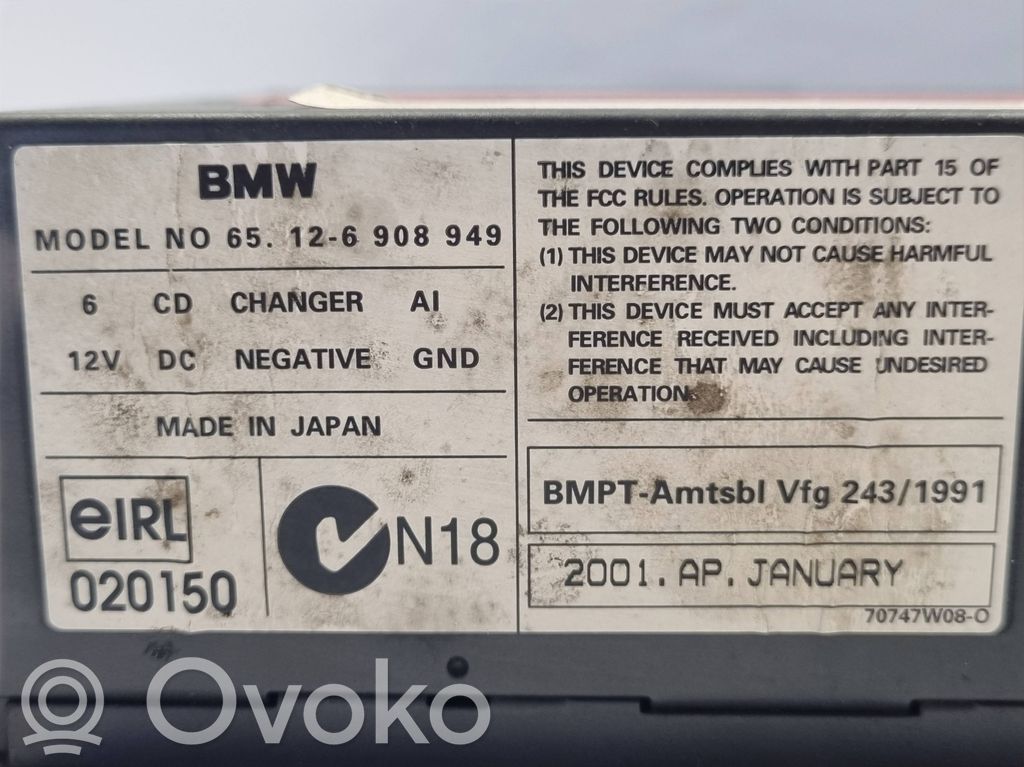 BMW
MODEL NO 65. 12-6 908 949
6 CD CHANGER AI
12V DC NEGATIVE GND
MADE IN JAPAN
eIRL
020150
N18
THIS DEVICE COMPLIES WITH PART 15 OF
THE FCC RULES. OPERATION IS SUBJECT TO
THE FOLLOWING TWO CONDITIONS:
(1) THIS DEVICE MAY NOT CAUSE HARMFUL
INTERFERENCE.
(2) THIS DEVICE MUST ACCEPT ANY INTER-
FERENCE RECEIVED INCLUDING INTER-
FERENCE THAT MAY CAUSE UNDESIRED
OPERATION.
BMPT-Amtsbl Vfg 243/1991
2001. AP. JANUARY
70747W08-O
Ovoko